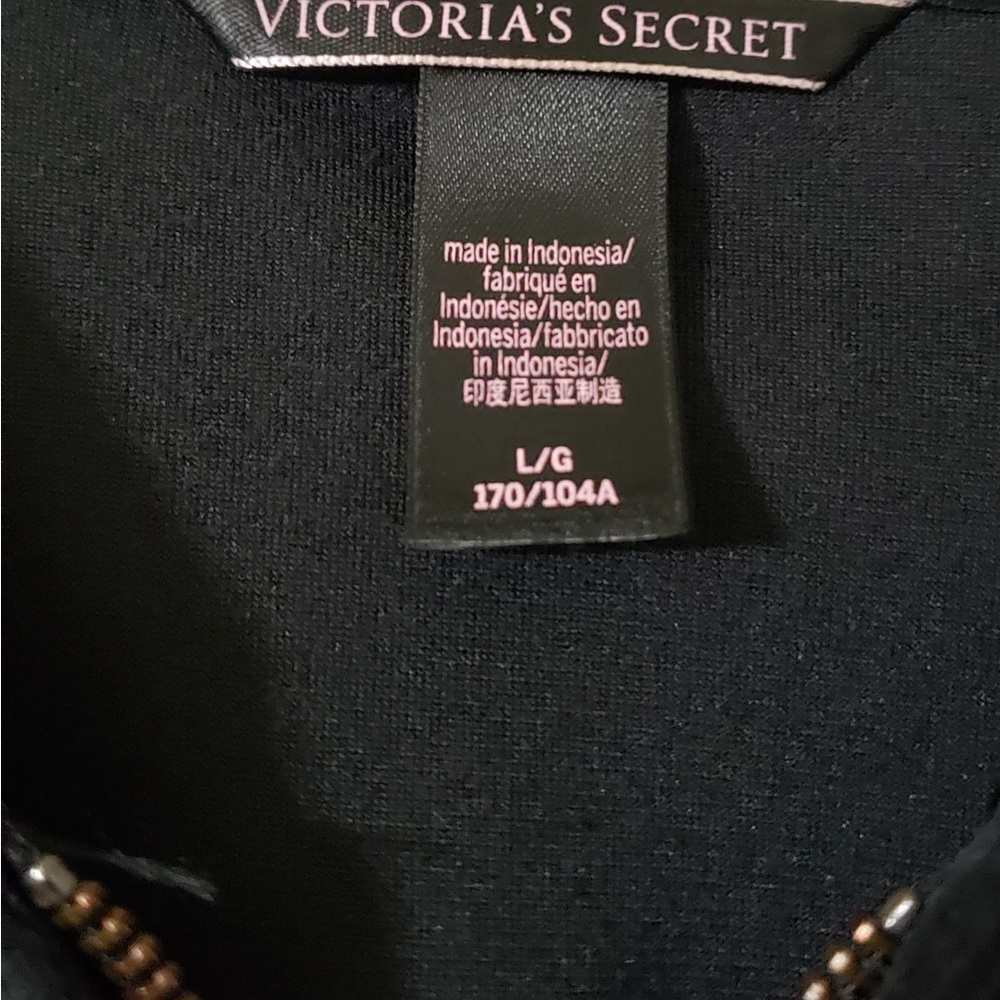 VICTORIA'S SECRET
made in Indonesia/
fabriqué en
Indonésie/hecho en
Indonesia/fabbricato
in Indonesia/
印度尼西亚制造
L/G
170/104A